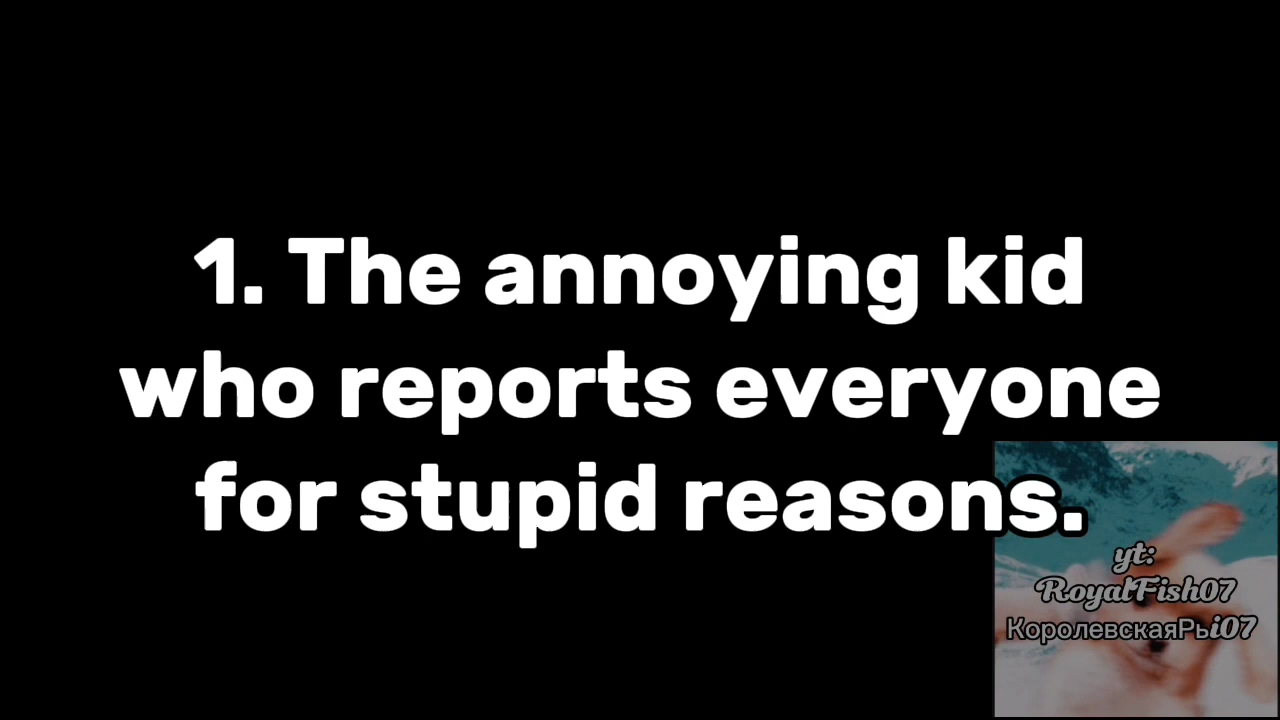 1. The annoying kid
who reports everyone
for stupid reasons.
yt:
RoyalFish07
КоролевскаяРыi07